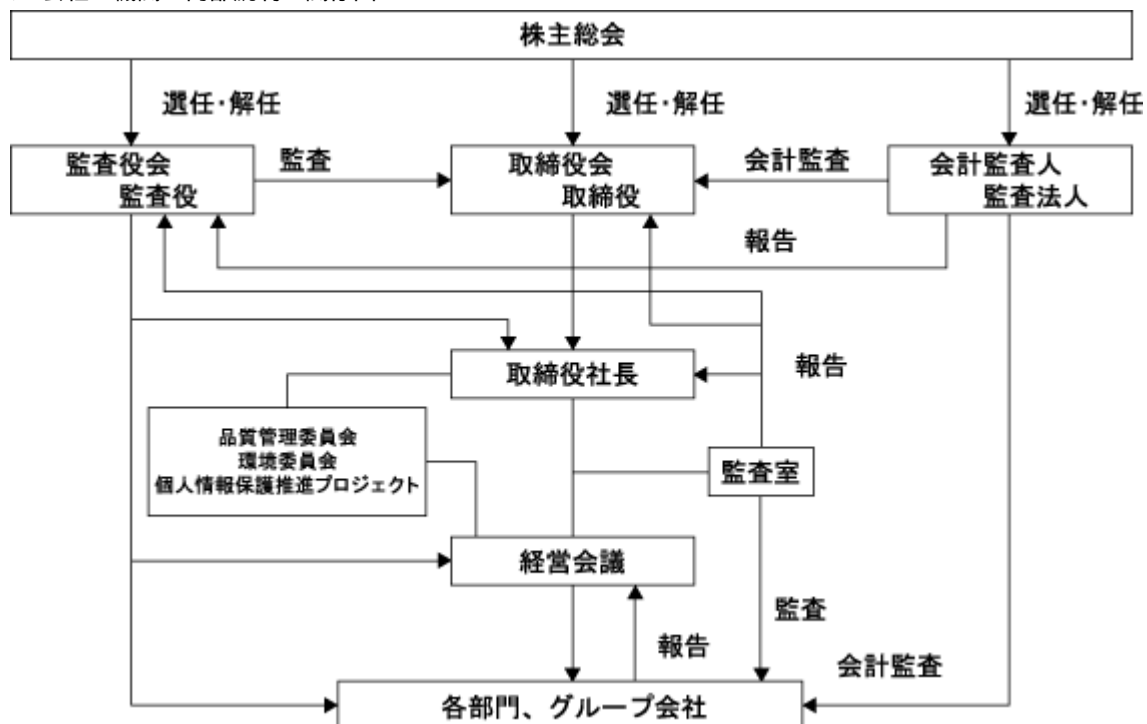 株主総会
選任・解任
選任・解任
選任・解任
監査役会
監査役
監査
取締役会
取締役
会計監査
会計監査人
監査法人
報告
取締役社長
報告
品質管理委員会
環境委員会
個人情報保護推進プロジェクト
監査室
経営会議
監査
報告
会計監査
各部門、グループ会社